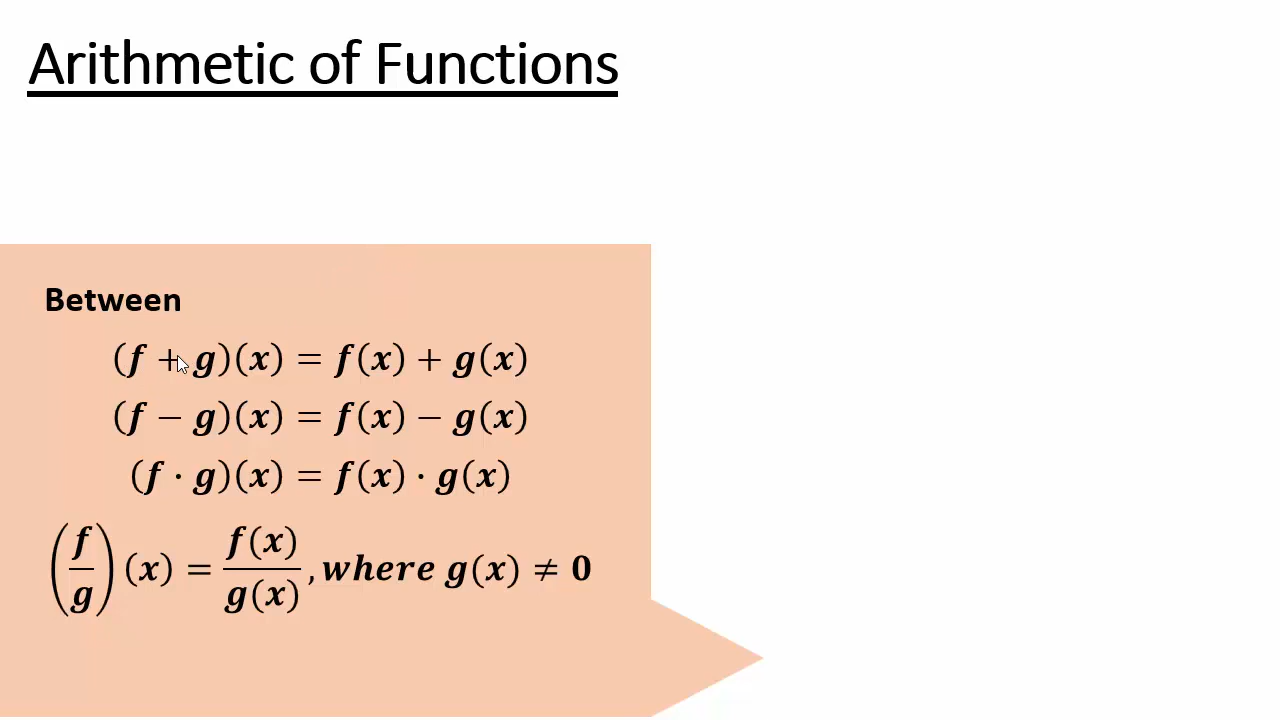 Arithmetic of Functions
Between
(f + g)(x) = f(x) + g(x)
(f − g)(x) = f(x) − g(x)
(f · g)(x) = f(x) · g(x)
(f/g)(x) = f(x)/g(x), where g(x) ≠ 0